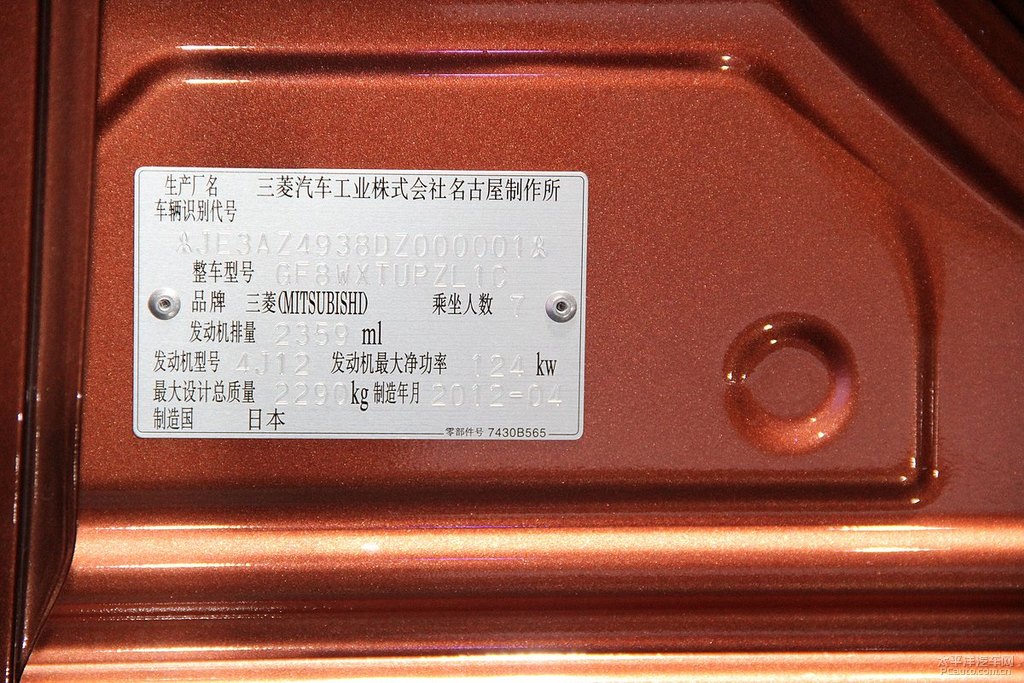 生产厂名 三菱汽车工业株式会社名古屋制作所
车辆识别代号
*JE3AZ4938DZ000001*
整车型号 GF8WXTUPZL1C
品牌 三菱(MITSUBISHI) 乘坐人数 7
发动机排量 2359 ml
发动机型号 4J12 发动机最大净功率 124 kw
最大设计总质量 2290kg 制造年月 2012-04
制造国 日本
零部件号 7430B565
太平洋汽车网
PCauto.com.cn